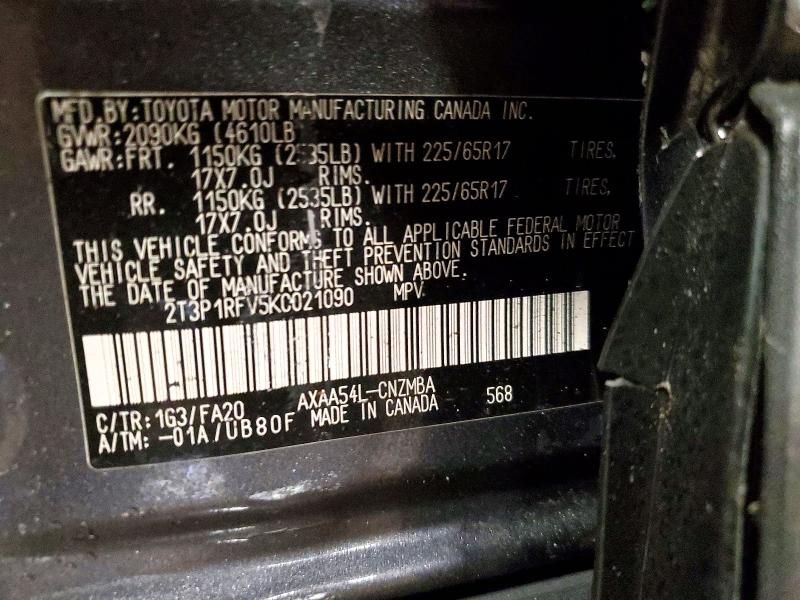 MFD. BY: TOYOTA MOTOR MANUFACTURING CANADA INC.
GVWR: 2090KG (4610LB
GAWR: FRT. 1150KG (2535LB) WITH 225/65R17 TIRES.
17X7.0J RIMS.
RR. 1150KG (2535LB) WITH 225/65R17 TIRES.
17X7.0J RIMS.
THIS VEHICLE CONFORMS TO ALL APPLICABLE FEDERAL MOTOR
VEHICLE SAFETY AND THEFT PREVENTION STANDARDS IN EFFECT
THE DATE OF MANUFACTURE SHOWN ABOVE.
2T3P1RFV5KC021090 MPV
C/TR: 1G3/FA20 AXAA54L-CNZMBA 568
A/TM: -01A/UB80F MADE IN CANADA